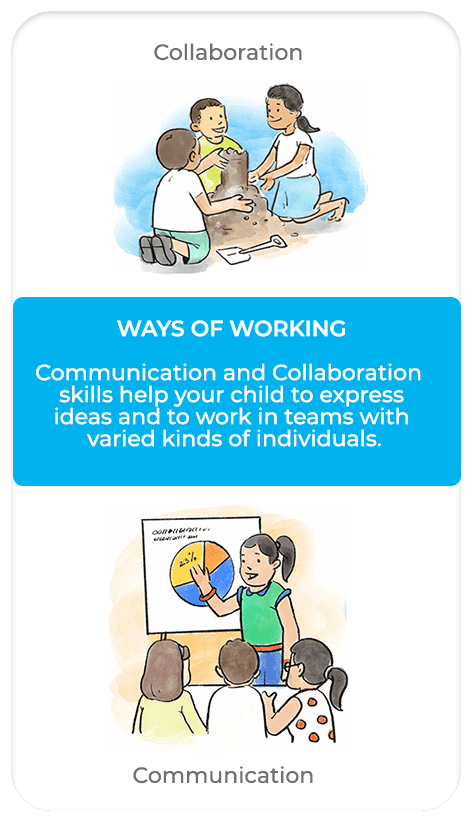 Collaboration
WAYS OF WORKING
Communication and Collaboration
skills help your child to express
ideas and to work in teams with
varied kinds of individuals.
25%
Communication